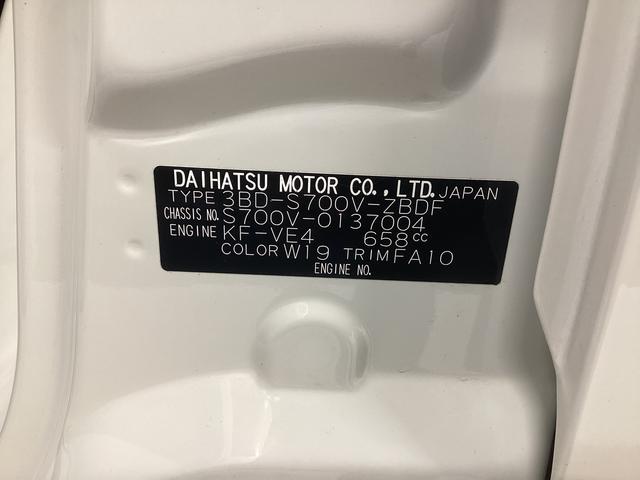 DAIHATSU MOTOR CO.,LTD. JAPAN
TYPE 3BD-S700V-ZBDF
CHASSIS NO. S700V-0137004
ENGINE KF-VE4 658cc
COLOR W19 TRIM FA10
ENGINE NO.